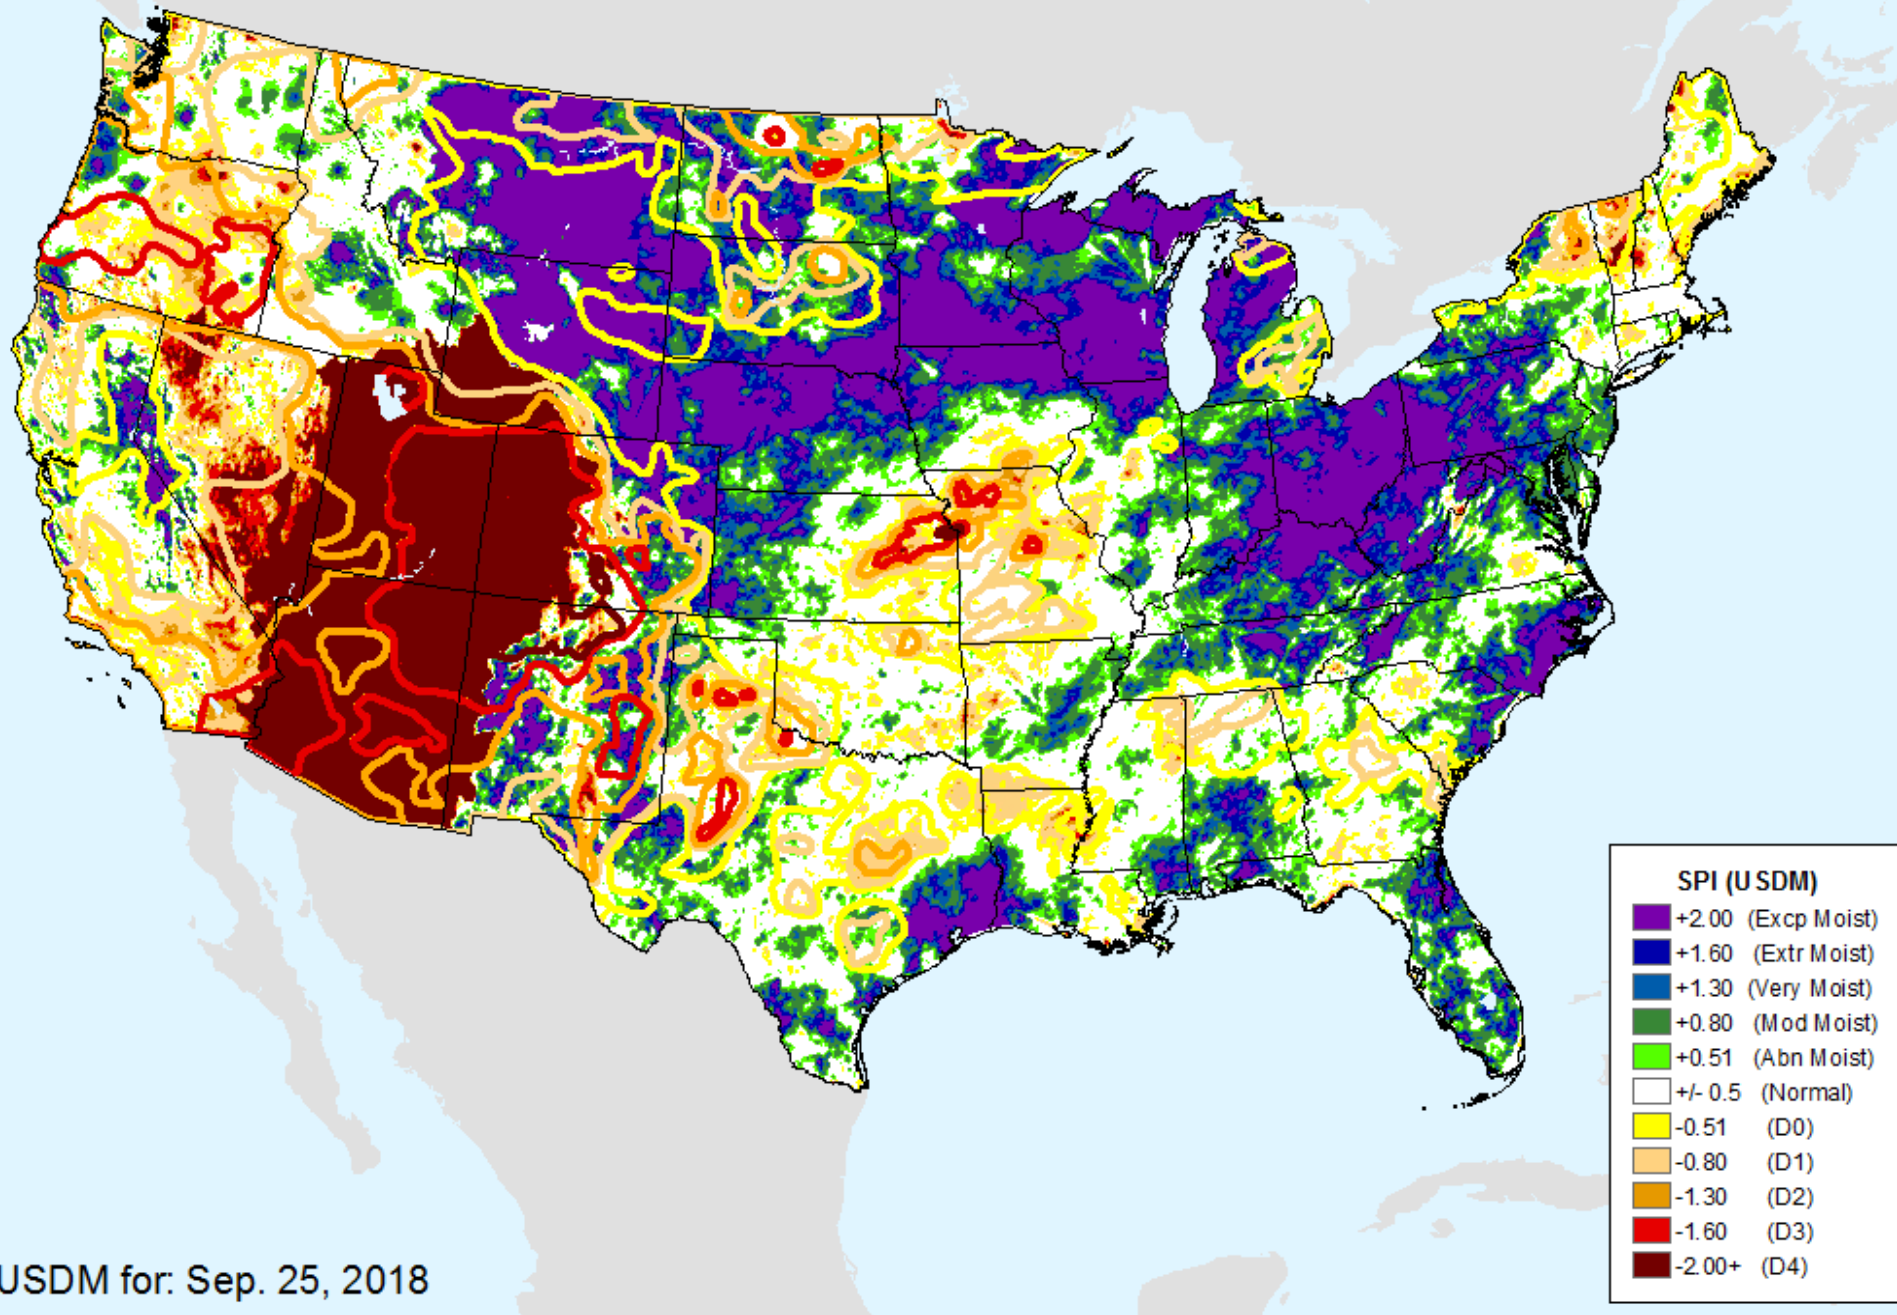 SPI (USDM)
+2.00 (Excp Moist)
+1.60 (Extr Moist)
+1.30 (Very Moist)
+0.80 (Mod Moist)
+0.51 (Abn Moist)
+/- 0.5 (Normal)
-0.51 (D0)
-0.80 (D1)
-1.30 (D2)
-1.60 (D3)
-2.00+ (D4)
USDM for: Sep. 25, 2018